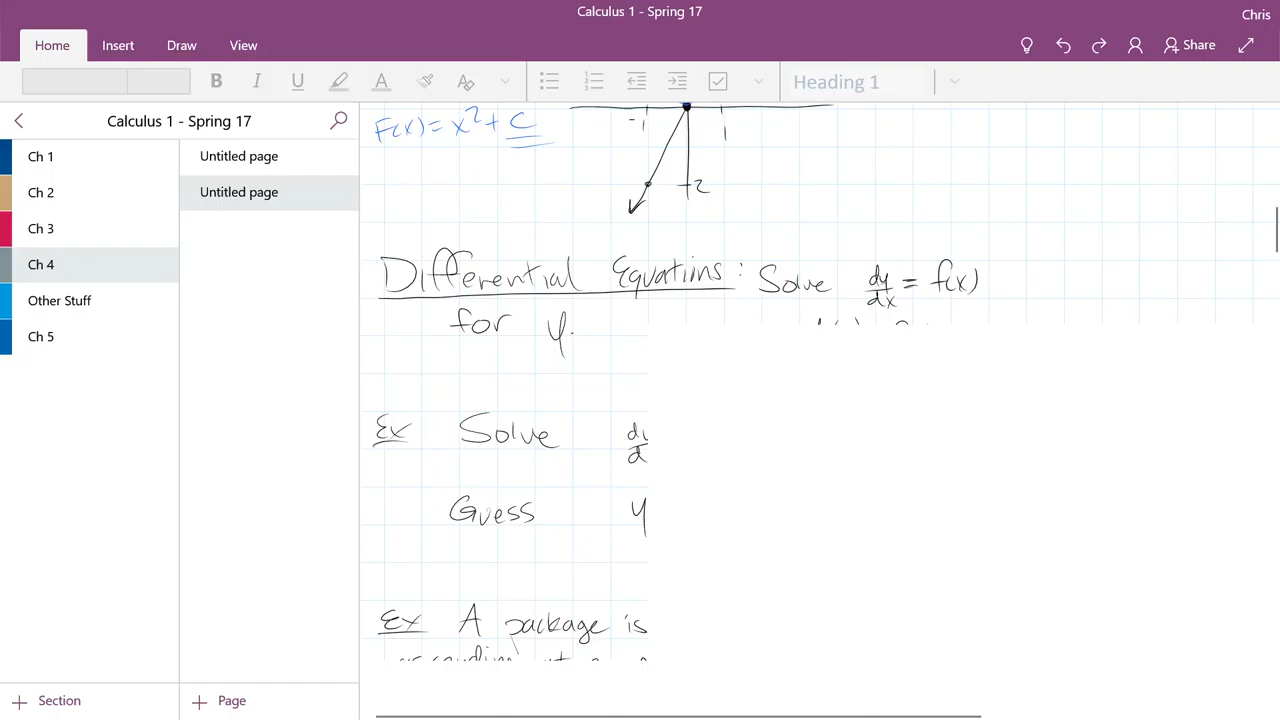 Calculus 1 - Spring 17
Chris
Home Insert Draw View
Share
B I U A Heading 1
Calculus 1 - Spring 17
Ch 1
Ch 2
Ch 3
Ch 4
Other Stuff
Ch 5
Untitled page
Untitled page
+ Section
+ Page
F(x) = x² + C
-1 1
2
Differential Equations: Solve dy/dx = f(x)
for y.
Ex Solve
Guess y
Ex A package is